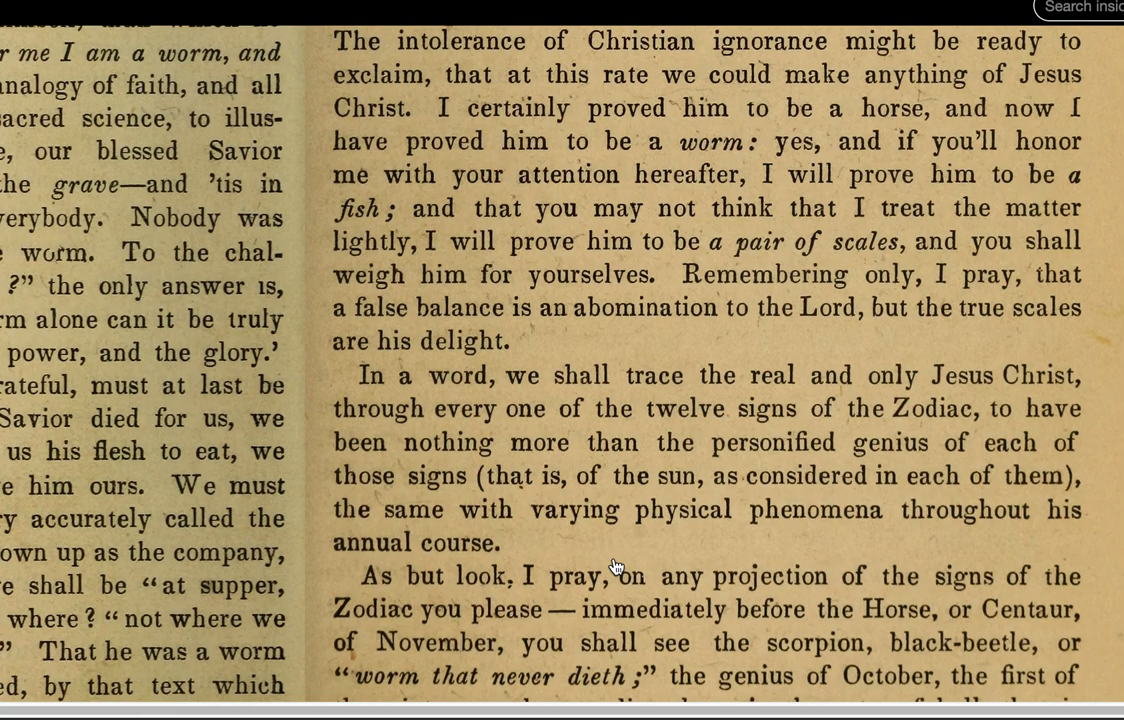 Search insid
r me I am a worm, and
analogy of faith, and all
sacred science, to illus-
e, our blessed Savior
the grave—and ’tis in
verybody. Nobody was
e worm. To the chal-
?” the only answer is,
rm alone can it be truly
power, and the glory.’
rateful, must at last be
Savior died for us, we
us his flesh to eat, we
e him ours. We must
ry accurately called the
own up as the company,
e shall be “at supper,
where? “not where we
” That he was a worm
ed, by that text which
The intolerance of Christian ignorance might be ready to
exclaim, that at this rate we could make anything of Jesus
Christ. I certainly proved him to be a horse, and now I
have proved him to be a worm: yes, and if you’ll honor
me with your attention hereafter, I will prove him to be a
fish; and that you may not think that I treat the matter
lightly, I will prove him to be a pair of scales, and you shall
weigh him for yourselves. Remembering only, I pray, that
a false balance is an abomination to the Lord, but the true scales
are his delight.
In a word, we shall trace the real and only Jesus Christ,
through every one of the twelve signs of the Zodiac, to have
been nothing more than the personified genius of each of
those signs (that is, of the sun, as considered in each of them),
the same with varying physical phenomena throughout his
annual course.
As but look, I pray, on any projection of the signs of the
Zodiac you please — immediately before the Horse, or Centaur,
of November, you shall see the scorpion, black-beetle, or
“worm that never dieth;” the genius of October, the first of